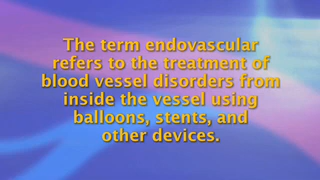 The term endovascular
refers to the treatment of
blood vessel disorders from
inside the vessel using
balloons, stents, and
other devices.